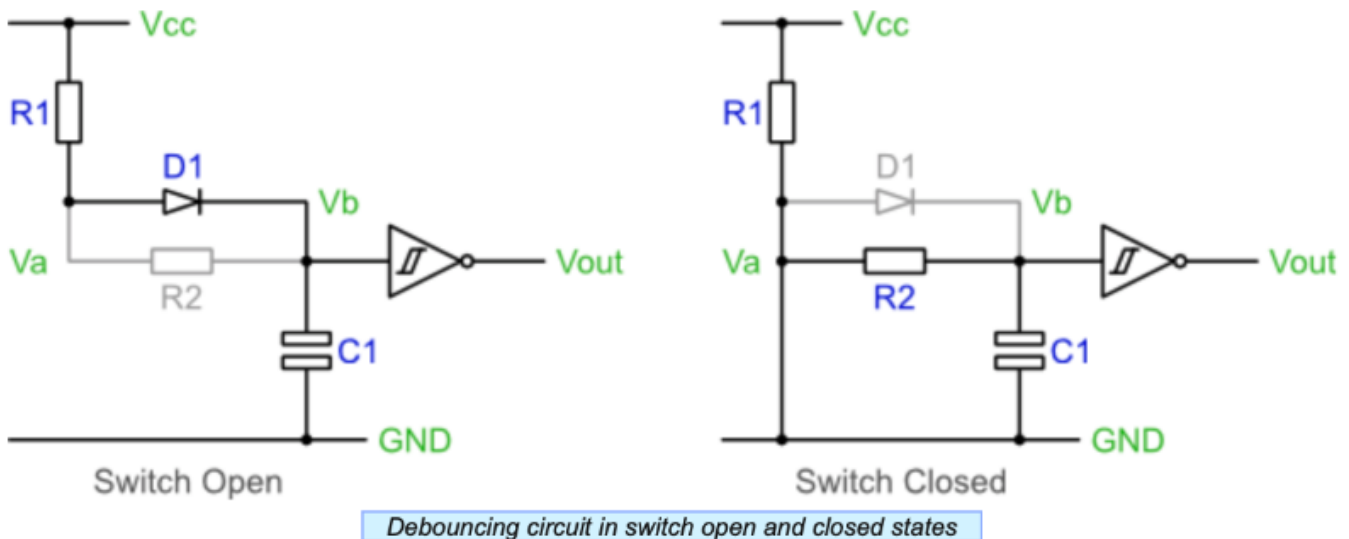 Vcc
R1
D1
Vb
Va
R2
Vout
C1
GND
Switch Open
Vcc
R1
D1
Vb
Va
R2
Vout
C1
GND
Switch Closed
Debouncing circuit in switch open and closed states